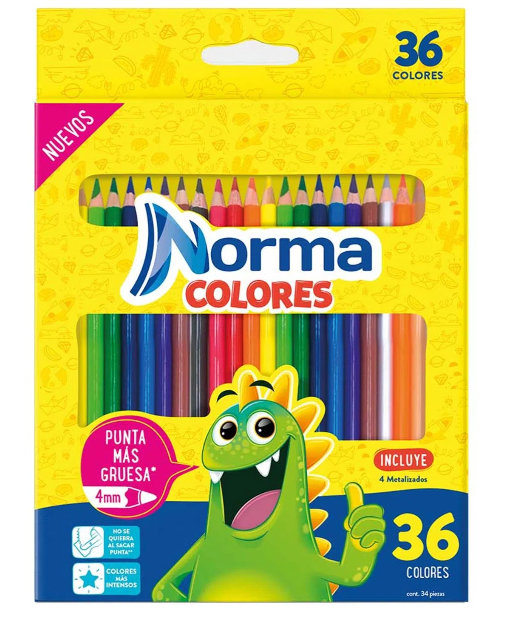 36
COLORES
NUEVOS
Norma
COLORES
PUNTA
MÁS
GRUESA*
4mm
INCLUYE
4 Metalizados
NO SE
QUIEBRA
AL SACAR
PUNTA**
COLORES
MÁS
INTENSOS
36
COLORES
cont. 34 piezas